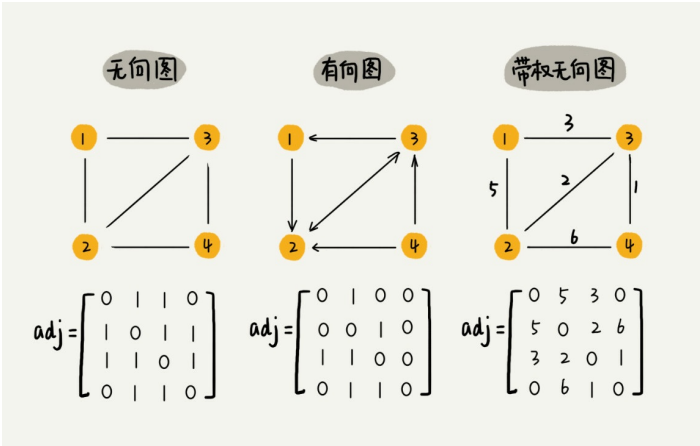 无向图 有向图 带权无向图
1 3 1 3 1 3 3
5 2 1
2 4 2 4 2 6 4
adj= 0 1 1 0 adj= 0 1 0 0 adj= 0 5 3 0
1 0 1 1 0 0 1 0 5 0 2 6
1 1 0 1 1 1 0 0 3 2 0 1
0 1 1 0 0 1 1 0 0 6 1 0